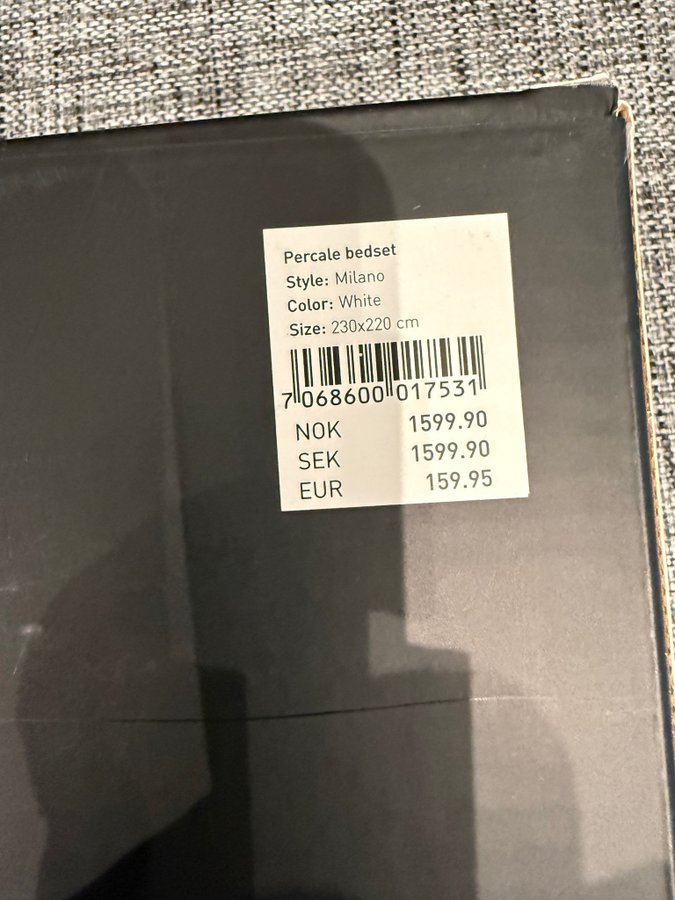 Percale bedset
Style: Milano
Color: White
Size: 230x220 cm
7 068600 017531
NOK 1599.90
SEK 1599.90
EUR 159.95